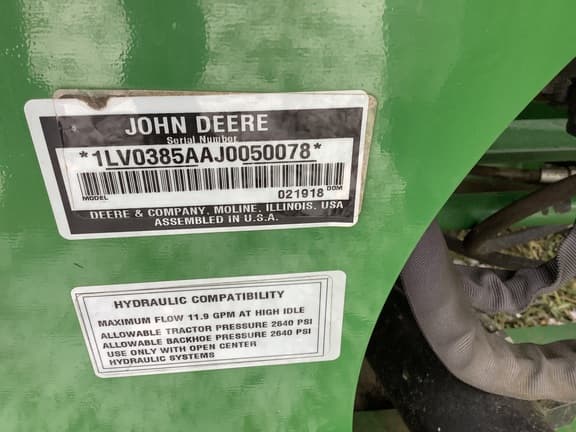 JOHN DEERE
Serial Number
*1LV0385AAJ0050078*
MODEL 021918 DOM
DEERE & COMPANY, MOLINE, ILLINOIS, USA
ASSEMBLED IN U.S.A.
HYDRAULIC COMPATIBILITY
MAXIMUM FLOW 11.9 GPM AT HIGH IDLE
ALLOWABLE TRACTOR PRESSURE 2640 PSI
ALLOWABLE BACKHOE PRESSURE 2640 PSI
USE ONLY WITH OPEN CENTER
HYDRAULIC SYSTEMS